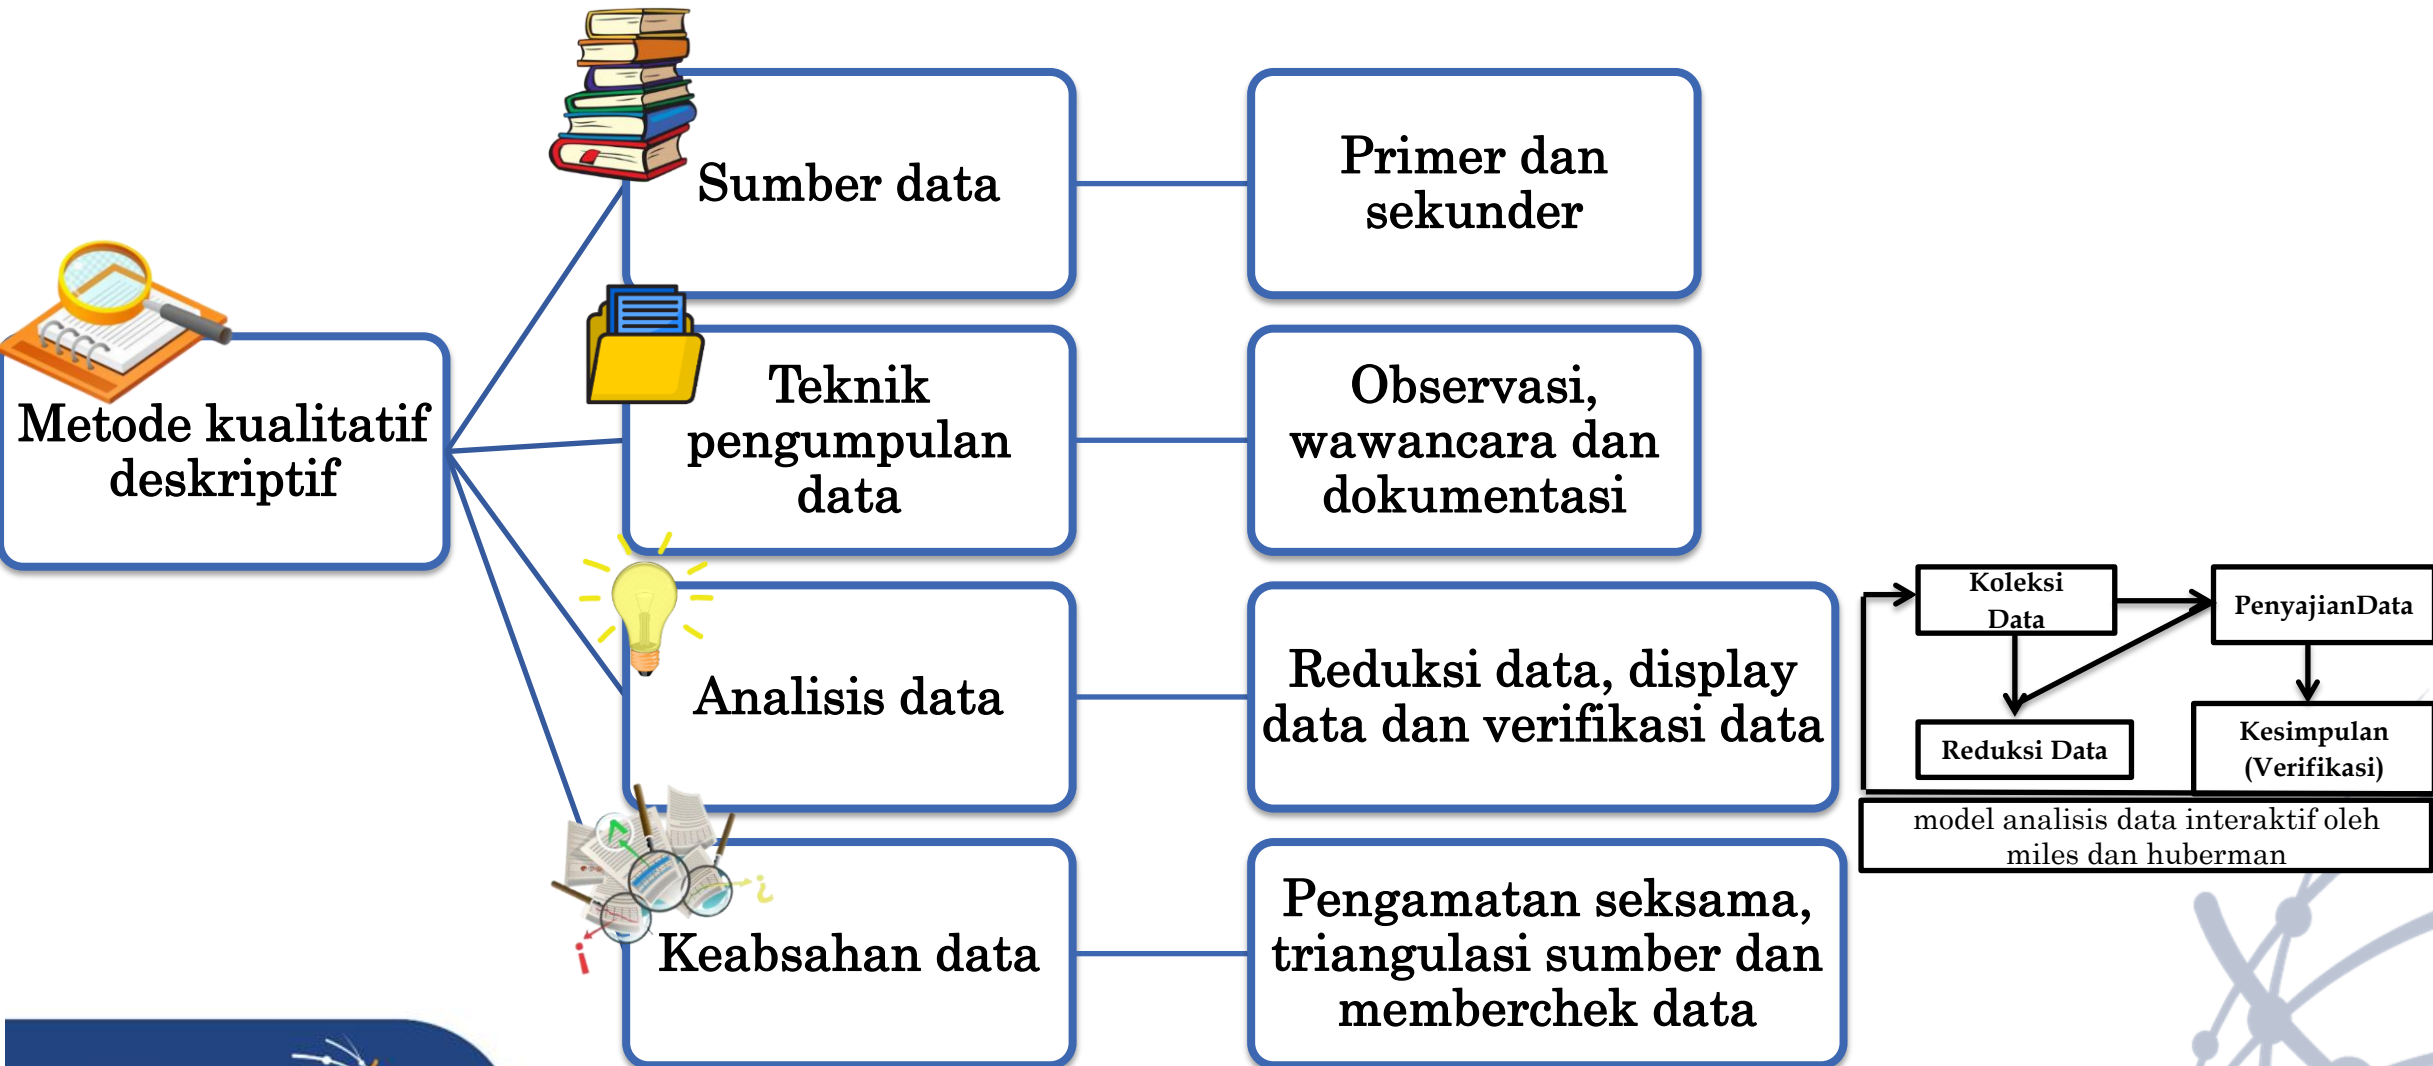 Metode kualitatif
deskriptif
Sumber data
Primer dan
sekunder
Teknik
pengumpulan
data
Observasi,
wawancara dan
dokumentasi
Analisis data
Reduksi data, display
data dan verifikasi data
Koleksi
Data
PenyajianData
Reduksi Data
Kesimpulan
(Verifikasi)
model analisis data interaktif oleh
miles dan huberman
Keabsahan data
Pengamatan seksama,
triangulasi sumber dan
memberchek data